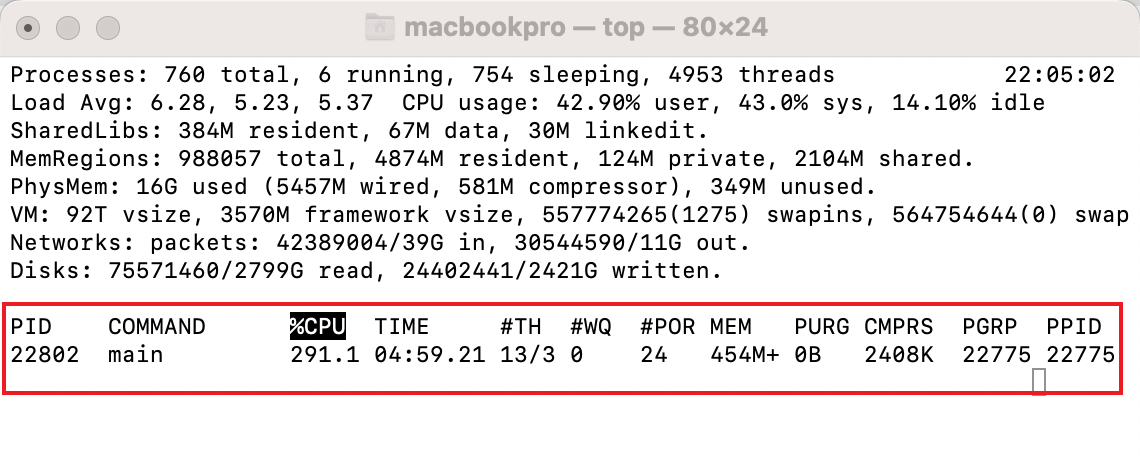 macbookpro — top — 80×24
Processes: 760 total, 6 running, 754 sleeping, 4953 threads 22:05:02
Load Avg: 6.28, 5.23, 5.37 CPU usage: 42.90% user, 43.0% sys, 14.10% idle
SharedLibs: 384M resident, 67M data, 30M linkedit.
MemRegions: 988057 total, 4874M resident, 124M private, 2104M shared.
PhysMem: 16G used (5457M wired, 581M compressor), 349M unused.
VM: 92T vsize, 3570M framework vsize, 557774265(1275) swapins, 564754644(0) swap
Networks: packets: 42389004/39G in, 30544590/11G out.
Disks: 75571460/2799G read, 24402441/2421G written.
PID COMMAND %CPU TIME #TH #WQ #POR MEM PURG CMPRS PGRP PPID
22802 main 291.1 04:59.21 13/3 0 24 454M+ 0B 2408K 22775 22775